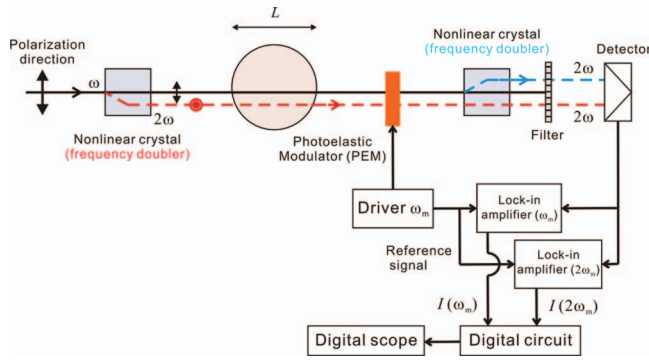 L
Polarization
direction
ω
2ω
Nonlinear crystal
(frequency doubler)
Photoelastic
Modulator (PEM)
Nonlinear crystal
(frequency doubler)
2ω
2ω
Filter
Detector
Driver ωm
Reference
signal
Lock-in
amplifier (ωm)
Lock-in
amplifier (2ωm)
I (ωm)
I (2ωm)
Digital scope
Digital circuit